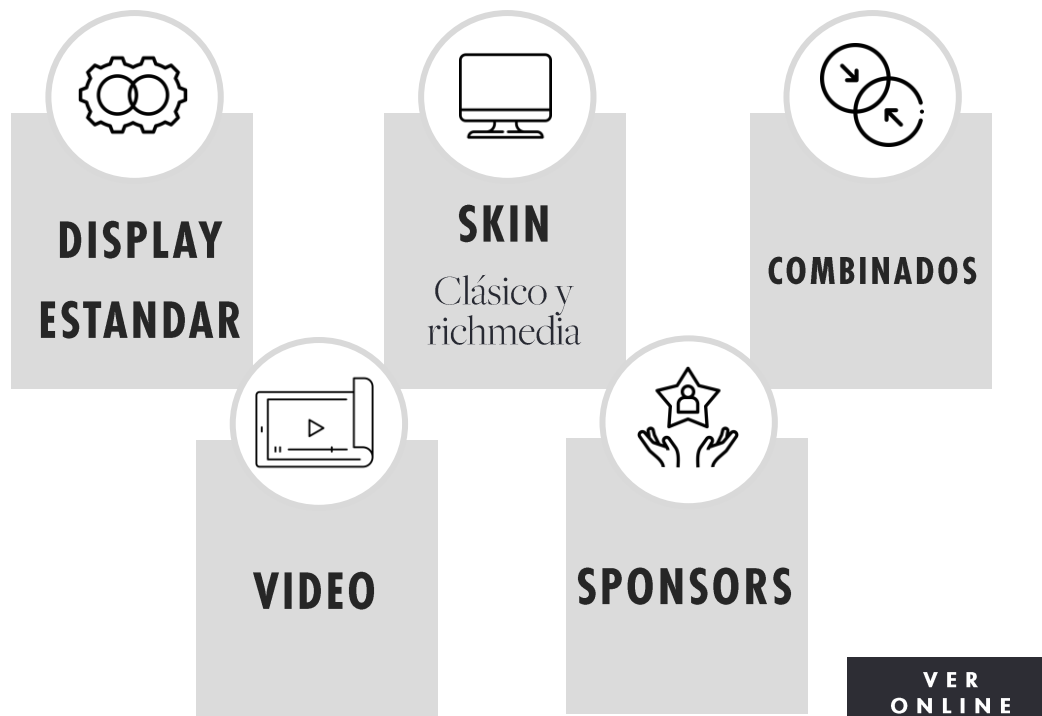 DISPLAY
ESTANDAR
SKIN
Clásico y
richmedia
COMBINADOS
VIDEO
SPONSORS
VER
ONLINE